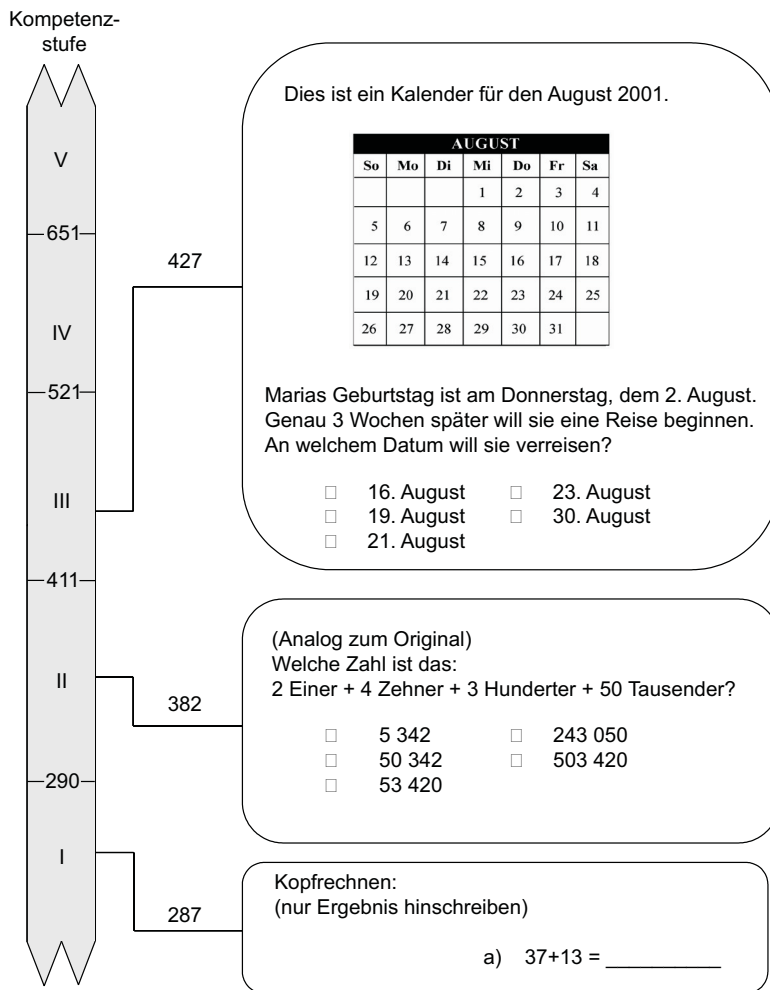 Kompetenz-
stufe
V
651
IV
521
III
411
II
290
I
427
Dies ist ein Kalender für den August 2001.
AUGUST
So Mo Di Mi Do Fr Sa
1 2 3 4
5 6 7 8 9 10 11
12 13 14 15 16 17 18
19 20 21 22 23 24 25
26 27 28 29 30 31
Marias Geburtstag ist am Donnerstag, dem 2. August.
Genau 3 Wochen später will sie eine Reise beginnen.
An welchem Datum will sie verreisen?
□ 16. August □ 23. August
□ 19. August □ 30. August
□ 21. August
382
(Analog zum Original)
Welche Zahl ist das:
2 Einer + 4 Zehner + 3 Hunderter + 50 Tausender?
□ 5 342 □ 243 050
□ 50 342 □ 503 420
□ 53 420
287
Kopfrechnen:
(nur Ergebnis hinschreiben)
a) 37+13 = __________